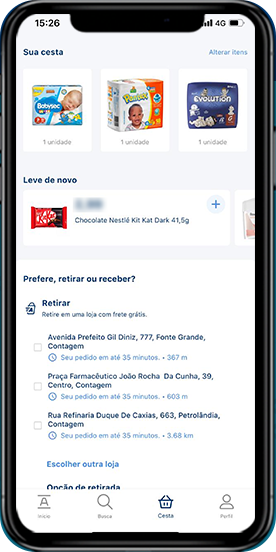 15:26
4G
Sua cesta
Alterar itens
Babysec
Evolution
1 unidade
1 unidade
1 unidade
Leve de novo
KitKat
Chocolate Nestlé Kit Kat Dark 41,5g
Prefere, retirar ou receber?
Retirar
Retire em uma loja com frete grátis.
Avenida Prefeito Gil Diniz, 777, Fonte Grande,
Contagem
Seu pedido em até 35 minutos. • 367 m
Praça Farmacêutico João Rocha Da Cunha, 39,
Centro, Contagem
Seu pedido em até 35 minutos. • 603 m
Rua Refinaria Duque De Caxias, 663, Petrolândia,
Contagem
Seu pedido em até 35 minutos. • 3.68 km
Escolher outra loja
Opção de retirada
Início
Busca
Cesta
Perfil